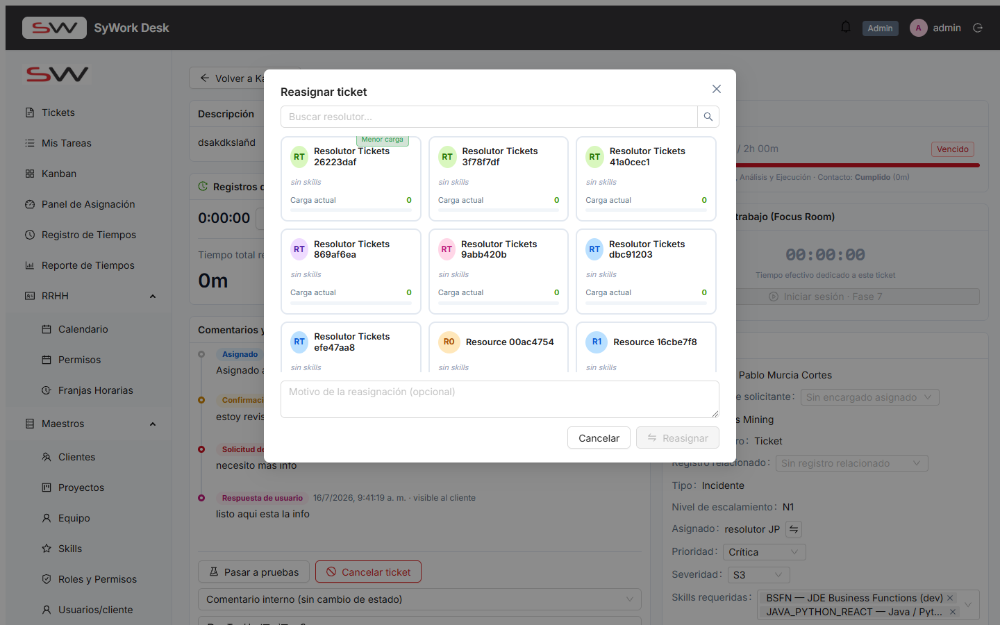 SW SyWork Desk
Admin
A
admin
SW
Tickets
Mis Tareas
Kanban
Panel de Asignación
Registro de Tiempos
Reporte de Tiempos
RRHH
Calendario
Permisos
Franjas Horarias
Maestros
Clientes
Proyectos
Equipo
Skills
Roles y Permisos
Usuarios/cliente
Volver a
Descripción
dsakdkslañd
Registros
0:00:00
Tiempo total
0m
Comentarios y
Asignado
Asignado
estoy
Solicitud
necesito mas info
Respuesta de usuario 16/7/2026, 9:41:19 a. m. · visible al cliente
listo aqui esta la info
Pasar a pruebas
Cancelar ticket
Comentario interno (sin cambio de estado)
Reasignar ticket
Buscar resolutor...
Menor carga
RT Resolutor Tickets
26223daf
sin skills
Carga actual 0
RT Resolutor Tickets
3f78f7df
sin skills
Carga actual 0
RT Resolutor Tickets
41a0cec1
sin skills
Carga actual 0
RT Resolutor Tickets
869af6ea
sin skills
Carga actual 0
RT Resolutor Tickets
9abb420b
sin skills
Carga actual 0
RT Resolutor Tickets
dbc91203
sin skills
Carga actual 0
RT Resolutor Tickets
efe47aa8
sin skills
R0 Resource 00ac4754
sin skills
R1 Resource 16cbe7f8
sin skills
Motivo de la reasignación (opcional)
Cancelar
Reasignar
/ 2h 00m
Vencido
, Análisis y Ejecución · Contacto: Cumplido (0m)
trabajo (Focus Room)
00:00:00
Tiempo efectivo dedicado a este ticket
Iniciar sesión · Fase 7
Pablo Murcia Cortes
e solicitante: Sin encargado asignado
s Mining
ro: Ticket
Registro relacionado: Sin registro relacionado
Tipo: Incidente
Nivel de escalamiento: N1
Asignado: resolutor JP
Prioridad: Crítica
Severidad: S3
Skills requeridas: BSFN — JDE Business Functions (dev)
JAVA_PYTHON_REACT — Java / Pyt...